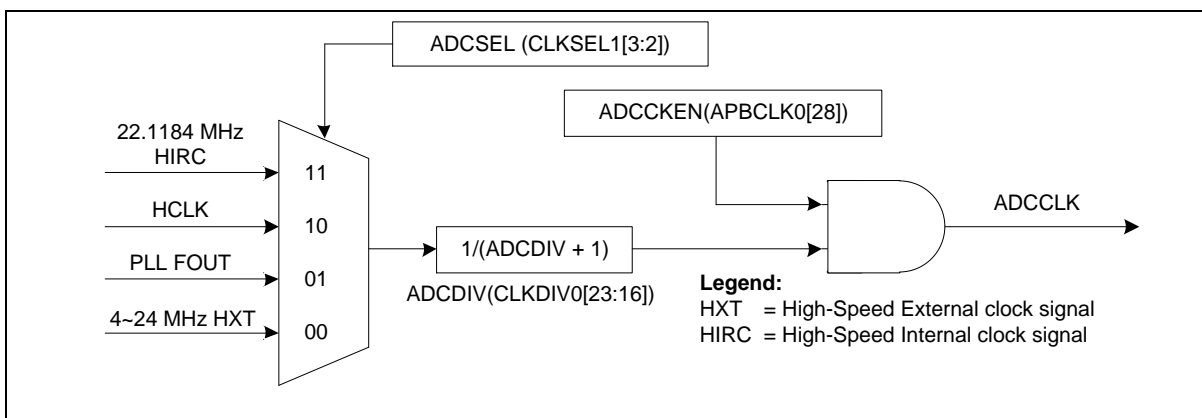 ADCSEL (CLKSEL1[3:2])
ADCCKEN(APBCLK0[28])
22.1184 MHz
HIRC
11
HCLK
10
PLL FOUT
01
4~24 MHz HXT
00
1/(ADCDIV + 1)
ADCDIV(CLKDIV0[23:16])
ADCCLK
Legend:
HXT = High-Speed External clock signal
HIRC = High-Speed Internal clock signal